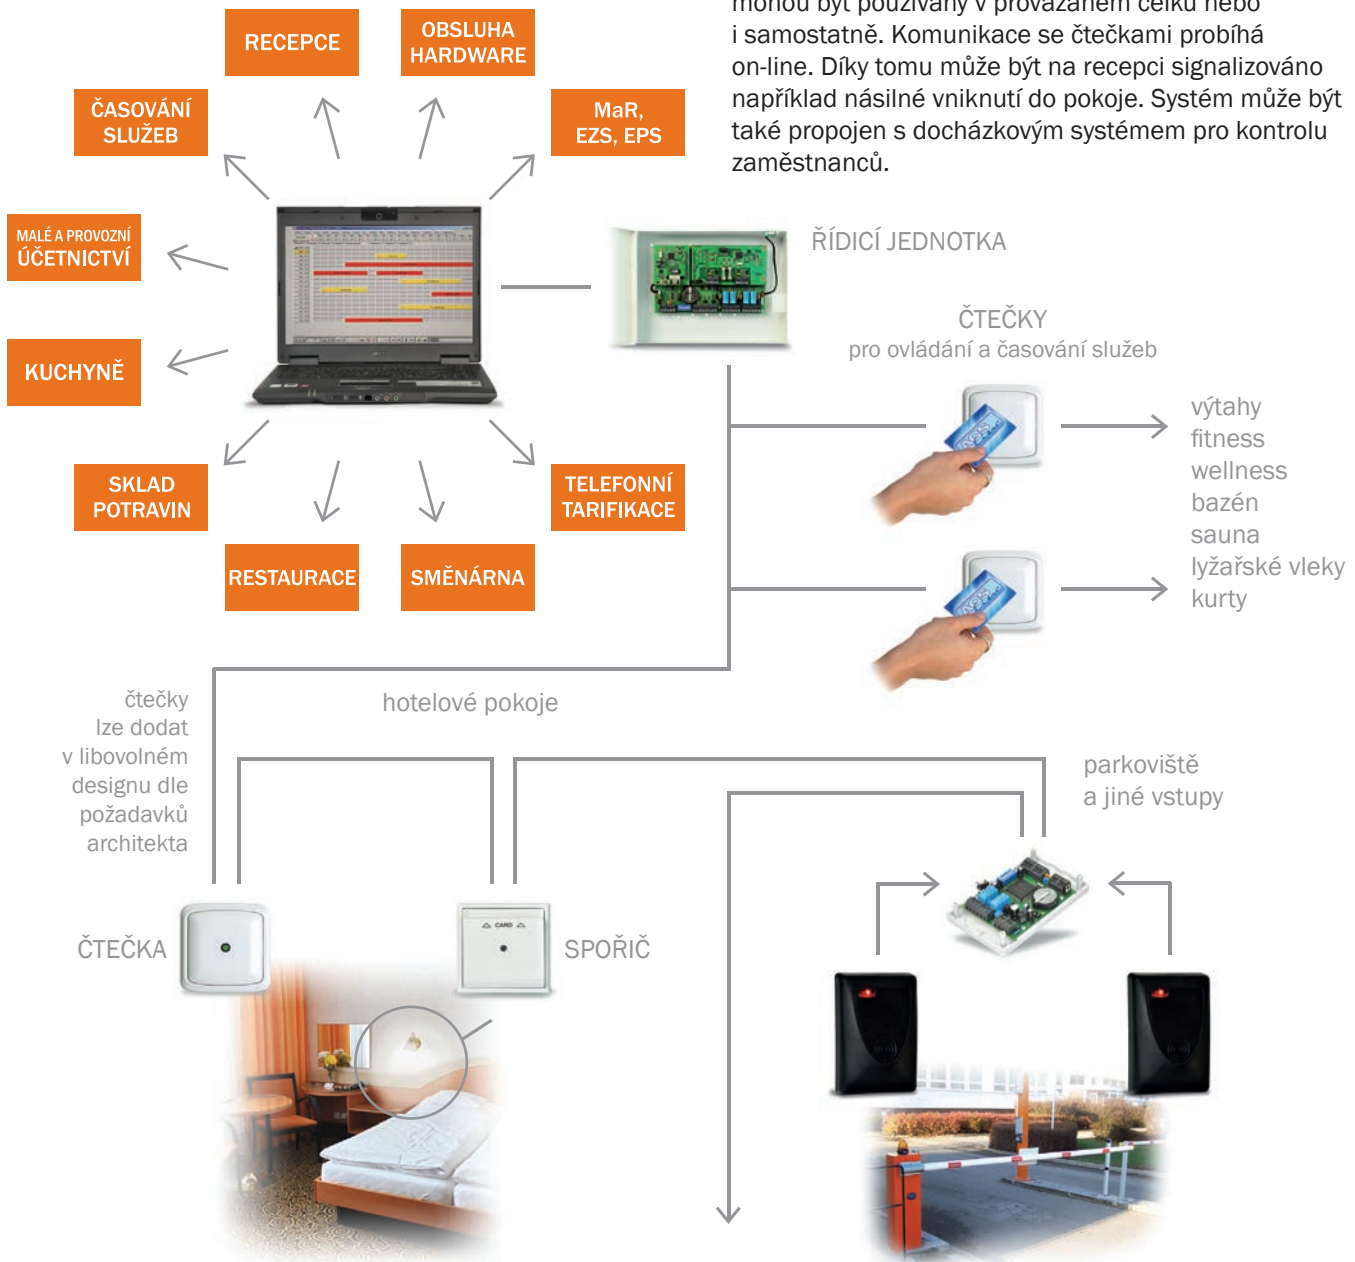 mohou být používány v provázaném celku nebo
i samostatně. Komunikace se čtečkami probíhá
on-line. Díky tomu může být na recepci signalizováno
například násilné vniknutí do pokoje. Systém může být
také propojen s docházkovým systémem pro kontrolu
zaměstnanců.
RECEPCE
OBSLUHA
HARDWARE
ČASOVÁNÍ
SLUŽEB
MaR,
EZS, EPS
MALÉ A PROVOZNÍ
ÚČETNICTVÍ
KUCHYNĚ
SKLAD
POTRAVIN
RESTAURACE
SMĚNÁRNA
TELEFONNÍ
TARIFIKACE
ŘÍDICÍ JEDNOTKA
ČTEČKY
pro ovládání a časování služeb
výtahy
fitness
wellness
bazén
sauna
lyžařské vleky
kurty
čtečky
lze dodat
v libovolném
designu dle
požadavků
architekta
hotelové pokoje
parkoviště
a jiné vstupy
ČTEČKA
CARD
SPOŘIČ